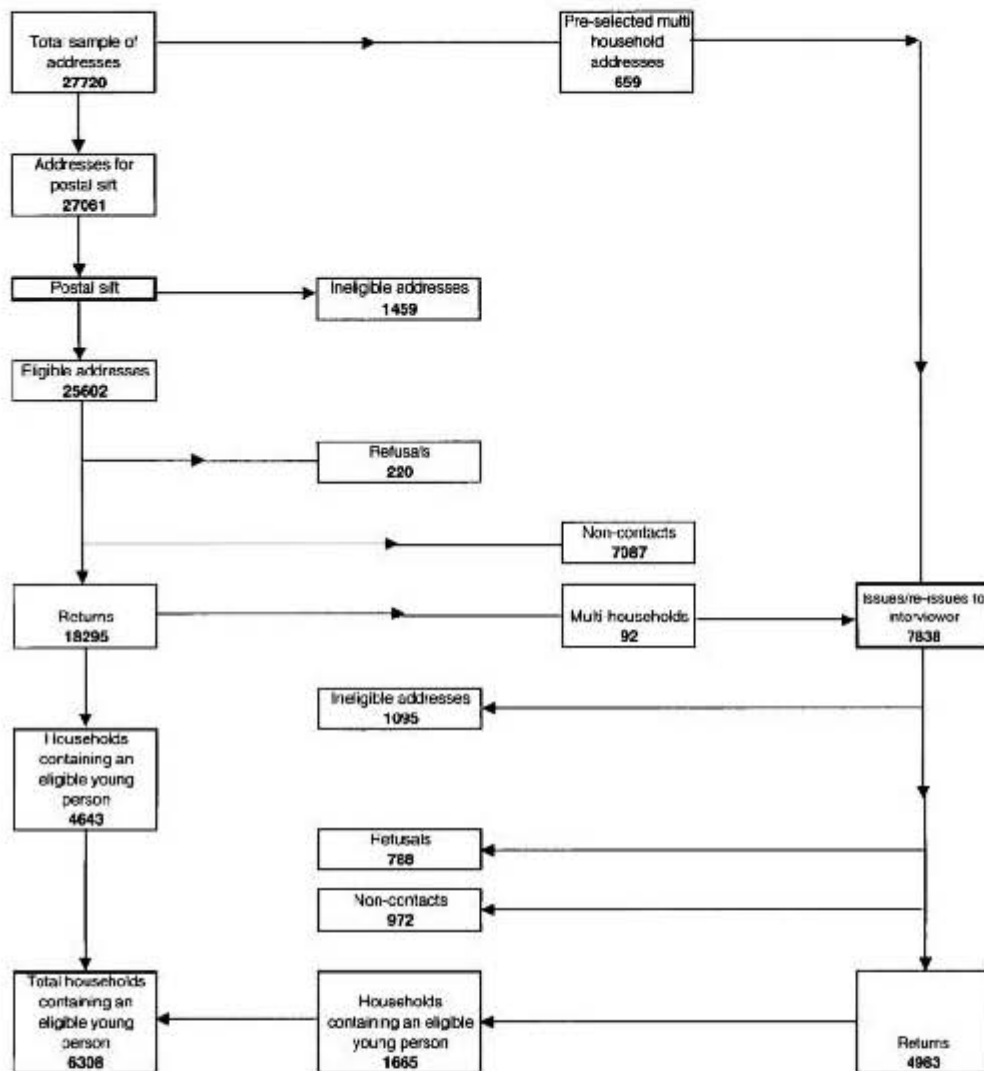 Total sample of
addresses
27720
Pre-selected multi
household
addresses
659
Addresses for
postal sift
27061
Postal sift
Ineligible addresses
1459
Eligible addresses
25602
Refusals
220
Non-contacts
7087
Returns
18295
Multi-households
92
Issues/re-issues to
interviewer
7838
Ineligible addresses
1095
Households
containing an
eligible young
person
4643
Refusals
788
Non-contacts
972
Total households
containing an
eligible young
person
6308
Households
containing an eligible
young person
1665
Returns
4983